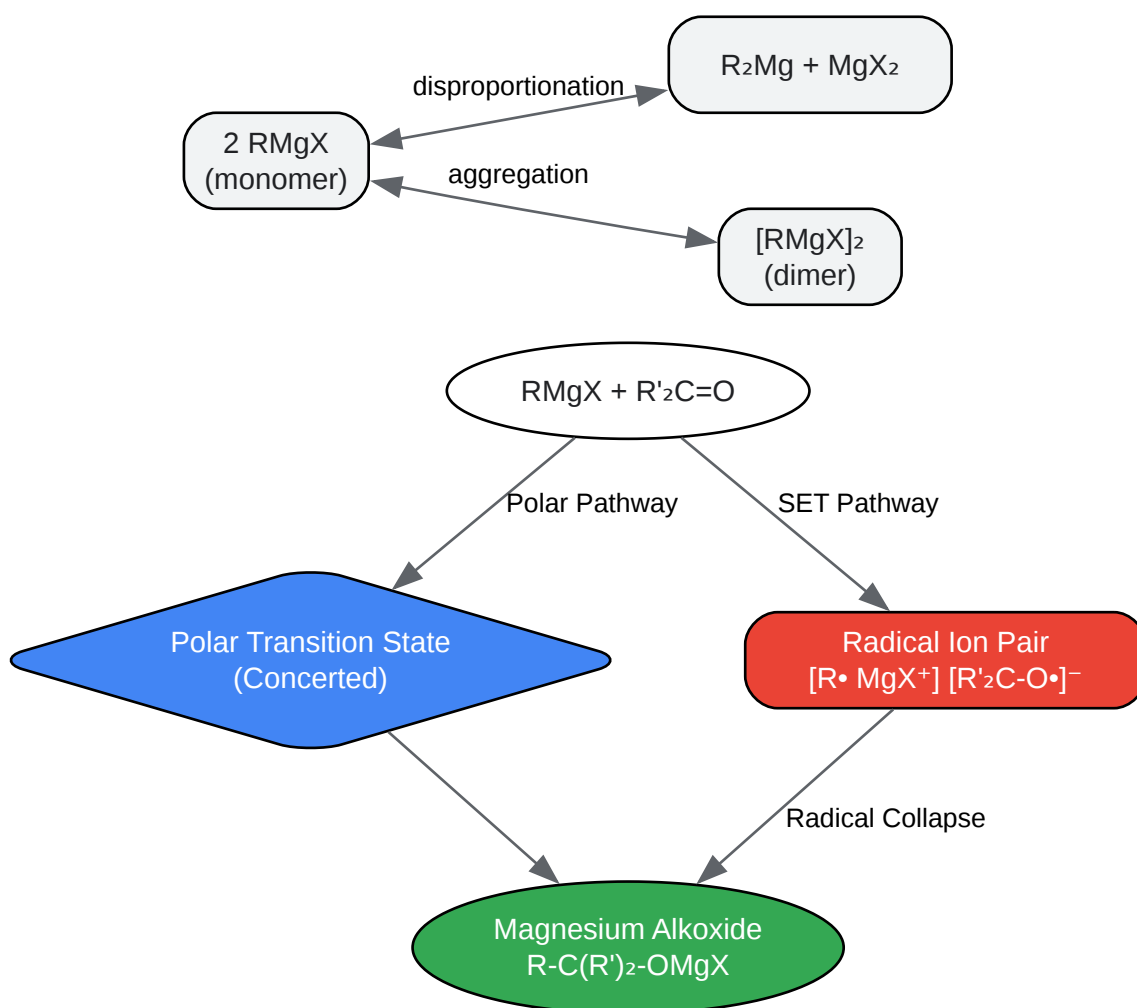 R₂Mg + MgX₂
disproportionation
2 RMgX
(monomer)
aggregation
[RMgX]₂
(dimer)
RMgX + R'₂C=O
Polar Pathway
SET Pathway
Polar Transition State
(Concerted)
Radical Ion Pair
[R• MgX⁺] [R'₂C-O•]⁻
Radical Collapse
Magnesium Alkoxide
R-C(R')₂-OMgX